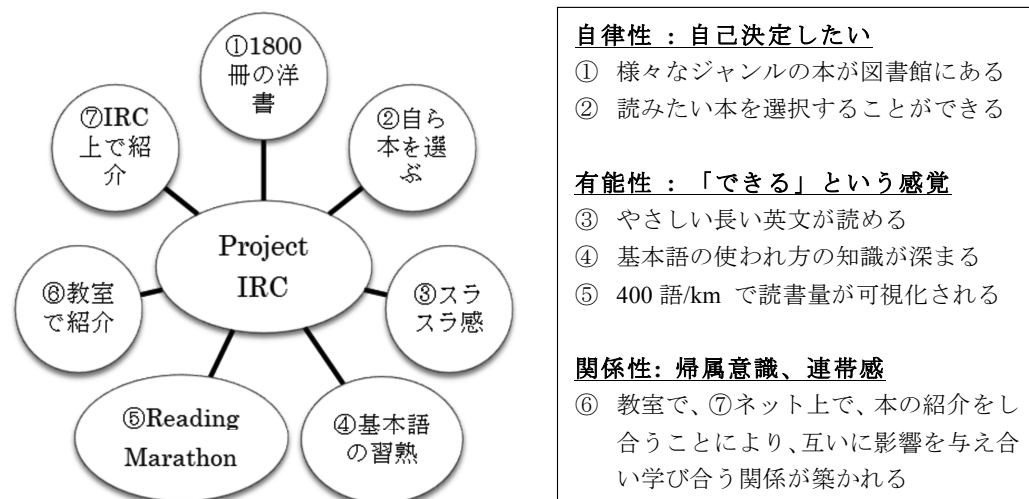 ①1800
冊の洋
書
②自ら
本を選
ぶ
③スラ
スラ感
④基本語
の習熟
⑤Reading
Marathon
⑥教室
で紹介
⑦IRC
上で紹
介
Project
IRC
自律性 : 自己決定したい
① 様々なジャンルの本が図書館にある
② 読みたい本を選択することができる
有能性 : 「できる」という感覚
③ やさしい長い英文が読める
④ 基本語の使われ方の知識が深まる
⑤ 400 語/km で読書量が可視化される
関係性: 帰属意識、連帯感
⑥ 教室で、⑦ネット上で、本の紹介をし
合うことにより、互いに影響を与え合
い学び合う関係が築かれる